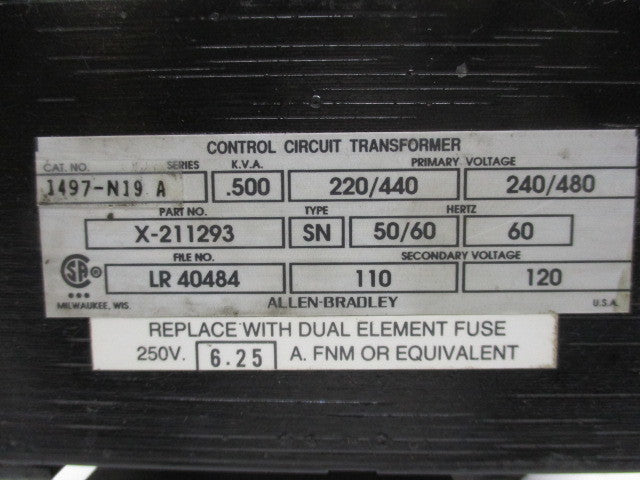 CONTROL CIRCUIT TRANSFORMER
CAT. NO. SERIES K.V.A. PRIMARY VOLTAGE
1497-N19 A .500 220/440 240/480
PART NO. TYPE HERTZ
X-211293 SN 50/60 60
FILE NO. SECONDARY VOLTAGE
SA ® LR 40484 110 120
MILWAUKEE, WIS. ALLEN-BRADLEY U.S.A.
REPLACE WITH DUAL ELEMENT FUSE
250V. 6.25 A. FNM OR EQUIVALENT